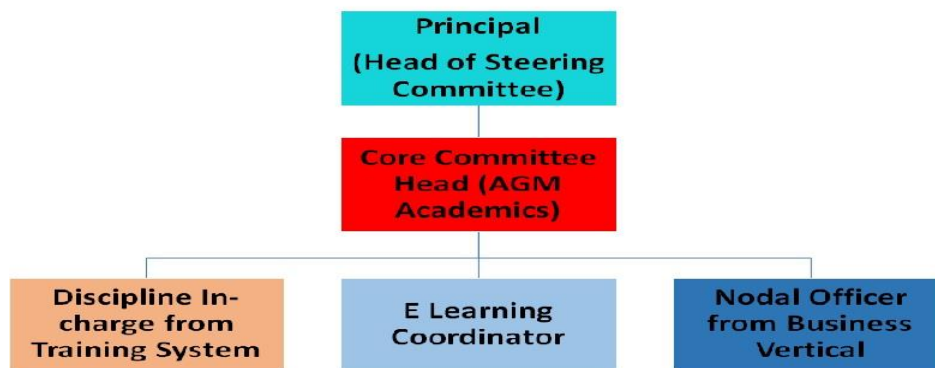 Principal
(Head of Steering
Committee)
Core Committee
Head (AGM
Academics)
Discipline In-
charge from
Training System
E Learning
Coordinator
Nodal Officer
from Business
Vertical